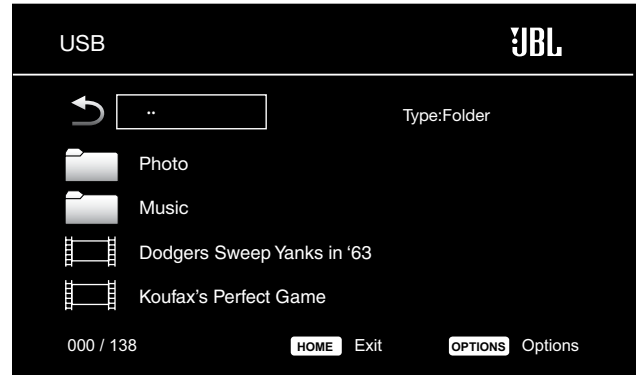 USB JBL
.. Type:Folder
Photo
Music
Dodgers Sweep Yanks in ‘63
Koufax’s Perfect Game
000 / 138 HOME Exit OPTIONS Options